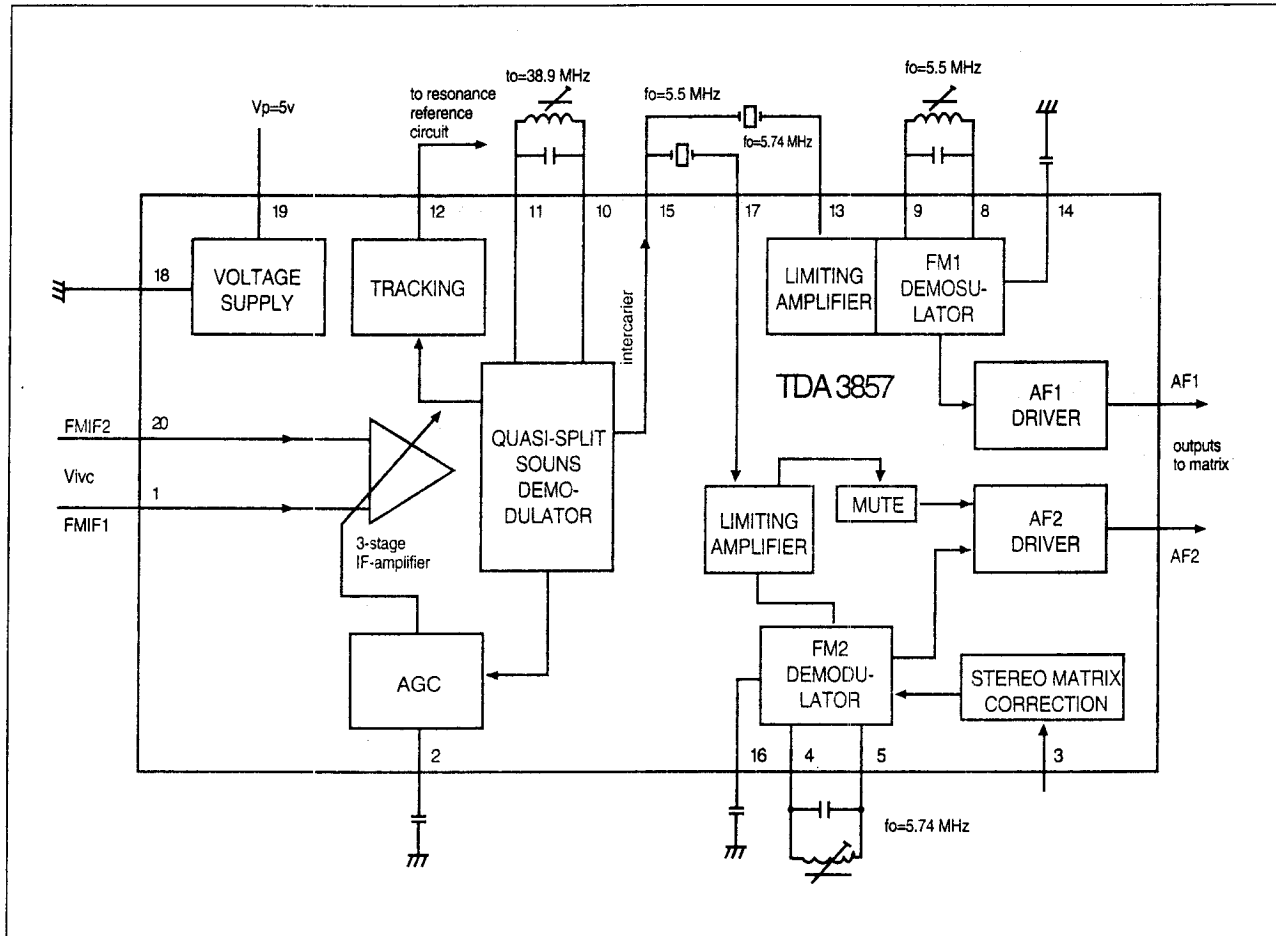 to=38.9 MHz
fo=5.5 MHz
Vp=5v
to resonance
reference
circuit
fo=5.5 MHz
fo=5.74 MHz
19
12
11
10
15
17
13
9
8
14
18
VOLTAGE
SUPPLY
TRACKING
LIMITING
AMPLIFIER
FM1
DEMOSU-
LATOR
intercarier
TDA 3857
AF1
DRIVER
AF1
FMIF2
20
QUASI-SPLIT
SOUNS
DEMO-
DULATOR
outputs
to matrix
Vivc
1
FMIF1
LIMITING
AMPLIFIER
MUTE
AF2
DRIVER
AF2
3-stage
IF-amplifier
AGC
FM2
DEMODU-
LATOR
STEREO MATRIX
CORRECTION
2
16
4
5
3
fo=5.74 MHz